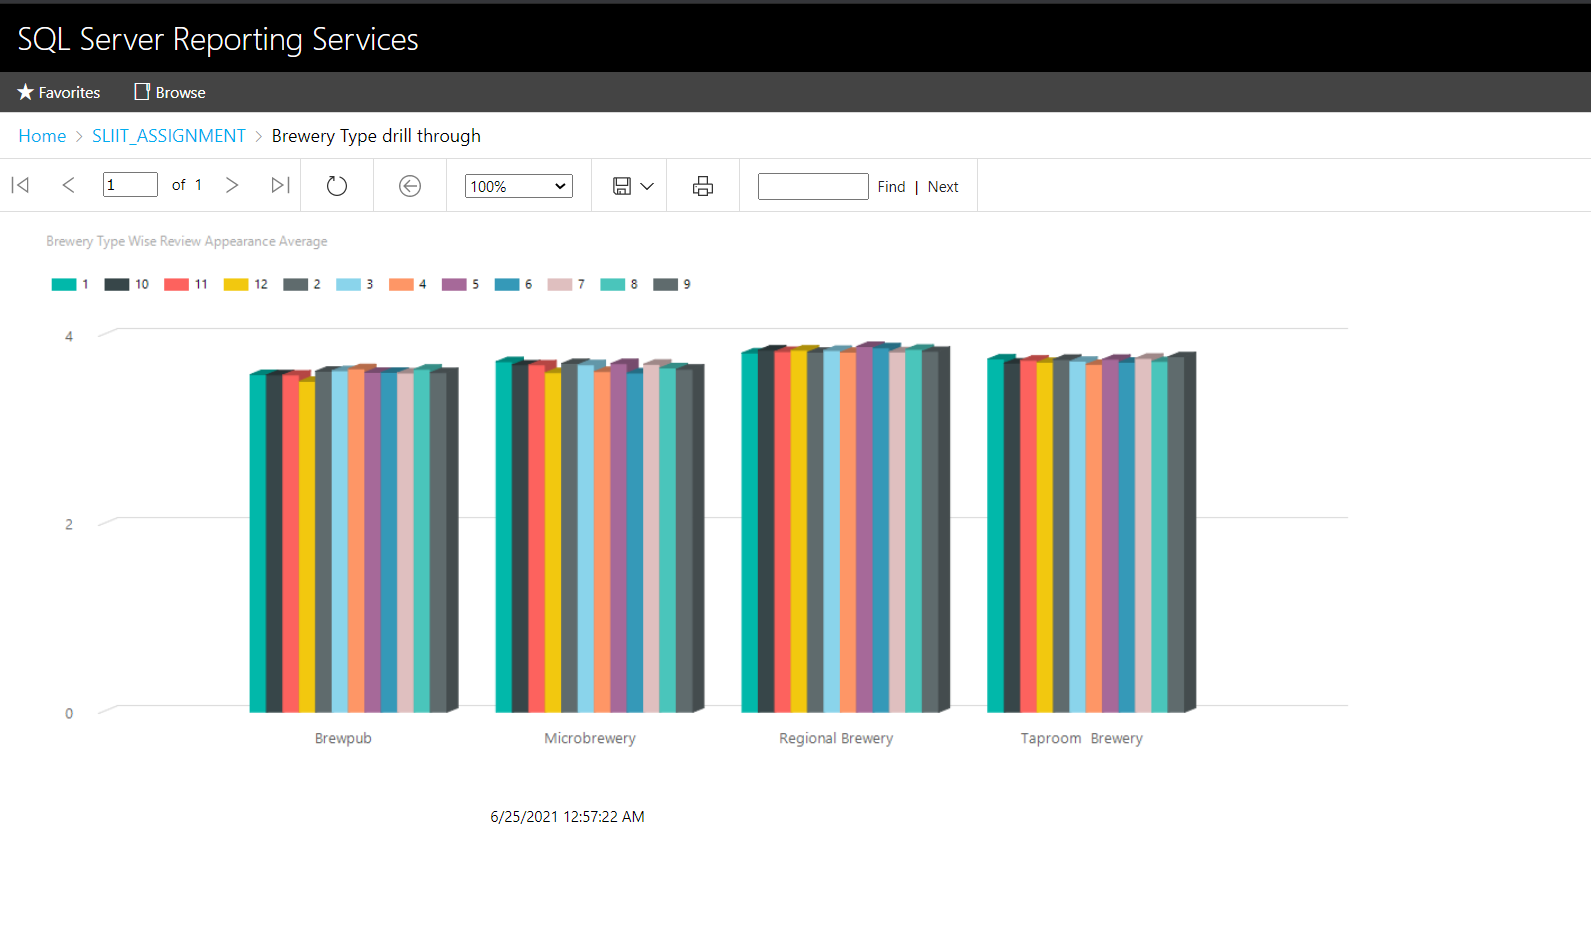 SQL Server Reporting Services
Favorites Browse
Home > SLIIT_ASSIGNMENT > Brewery Type drill through
1 of 1 100% Find | Next
Brewery Type Wise Review Appearance Average
1 10 11 12 2 3 4 5 6 7 8 9
4
2
0
Brewpub Microbrewery Regional Brewery Taproom Brewery
6/25/2021 12:57:22 AM